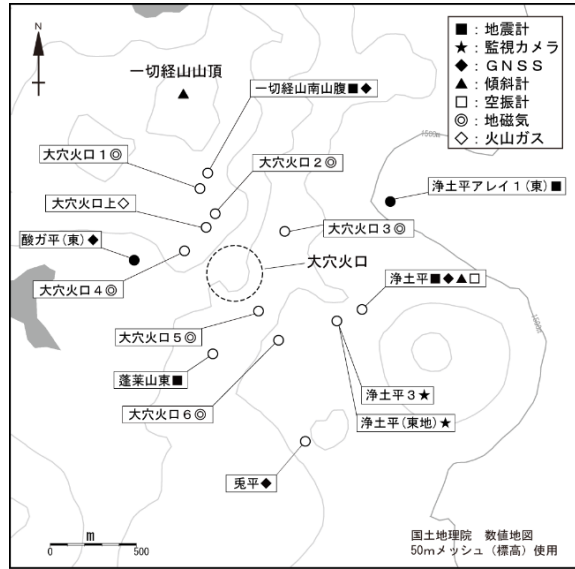 N
■：地震計
★：監視カメラ
◆：ＧＮＳＳ
▲：傾斜計
□：空振計
◎：地磁気
◇：火山ガス
一切経山山頂
▲
一切経山南山腹■◆
大穴火口１◎
大穴火口２◎
1500m
浄土平アレイ１(東)■
大穴火口上◇
大穴火口３◎
酸ガ平(東)◆
大穴火口
大穴火口４◎
浄土平■◆▲□
1500m
大穴火口５◎
蓬莱山東■
浄土平３★
大穴火口６◎
浄土平(東地)★
兎平◆
m
0 500
国土地理院　数値地図
50mメッシュ（標高）使用